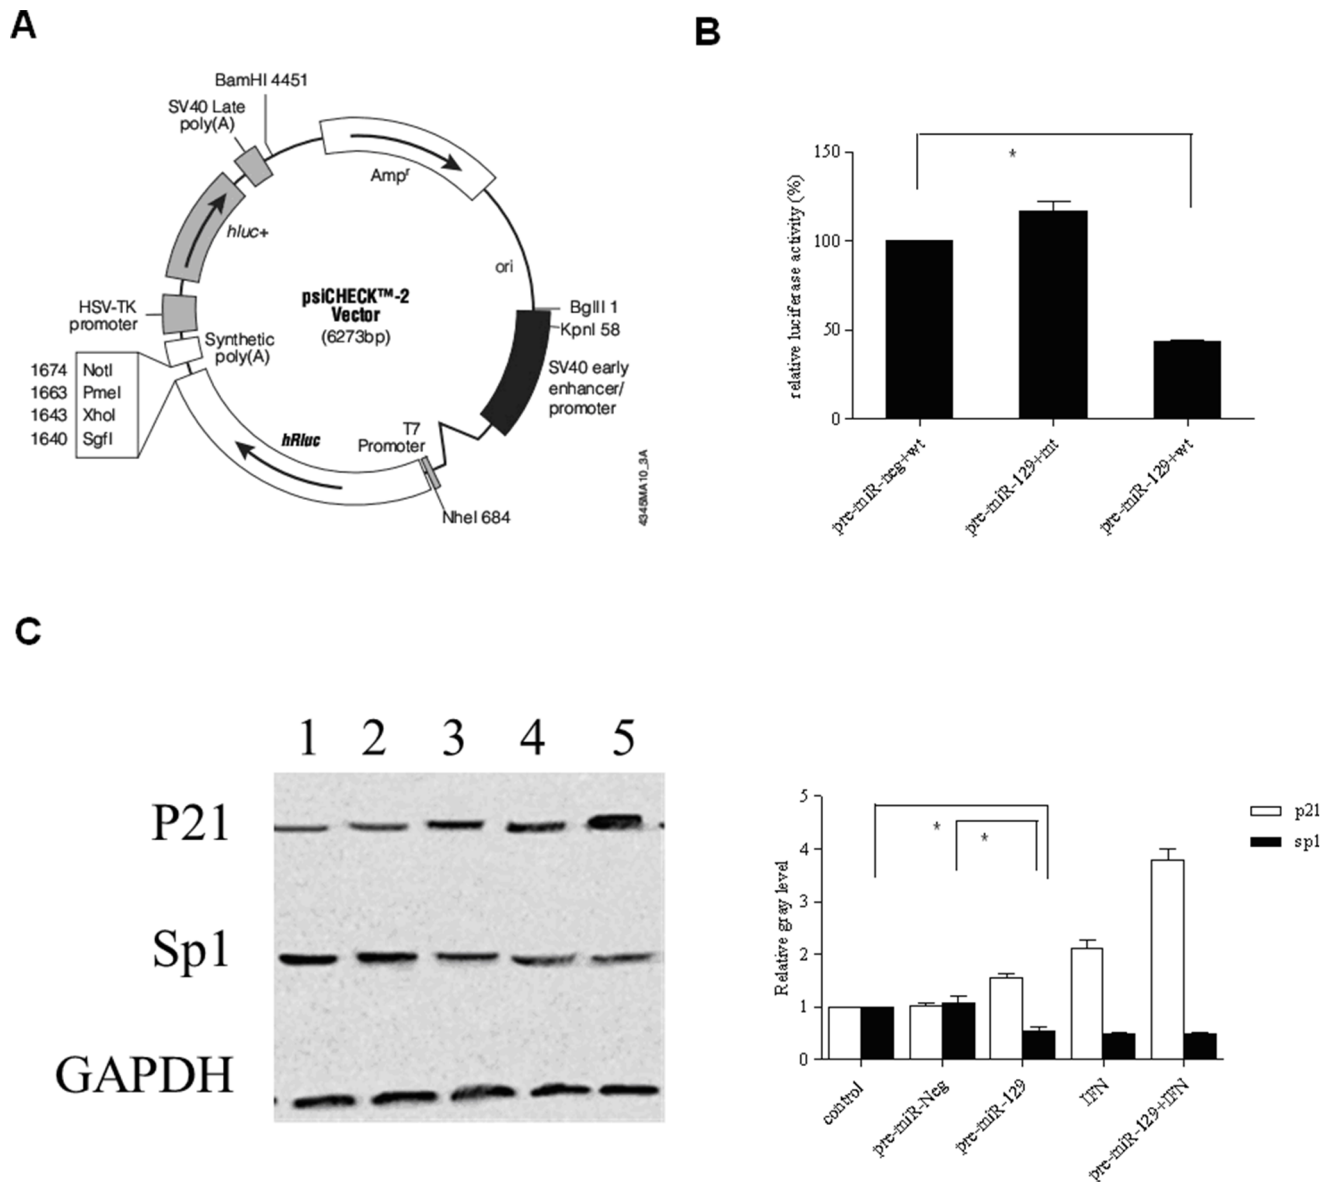 A
BamHI 4451
SV40 Late
poly(A)
Ampʳ
hluc+
ori
HSV-TK
promoter
psiCHECK™-2
Vector
(6273bp)
BglII 1
KpnI 58
Synthetic
poly(A)
SV40 early
enhancer/
promoter
1674 NotI
1663 PmeI
1643 XhoI
1640 SgfI
hRluc
T7
Promoter
NheI 684
4345MA10_3A
B
relative luciferase activity (%)
150
100
50
0
*
pre-miR-neg+wt
pre-miR-129+mt
pre-miR-129+wt
C
1 2 3 4 5
P21
Sp1
GAPDH
Relative gray level
5
4
3
2
1
0
*
*
p21
sp1
control
pre-miR-Neg
pre-miR-129
IFN
pre-miR-129+IFN